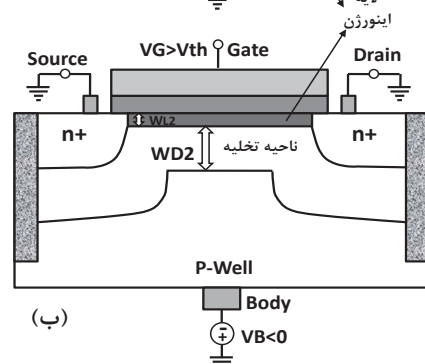 لایه
اینورژن
Source
VG>Vth
Gate
Drain
n+
WL2
n+
WD2
ناحیه تخلیه
P-Well
(ب)
Body
VB<0